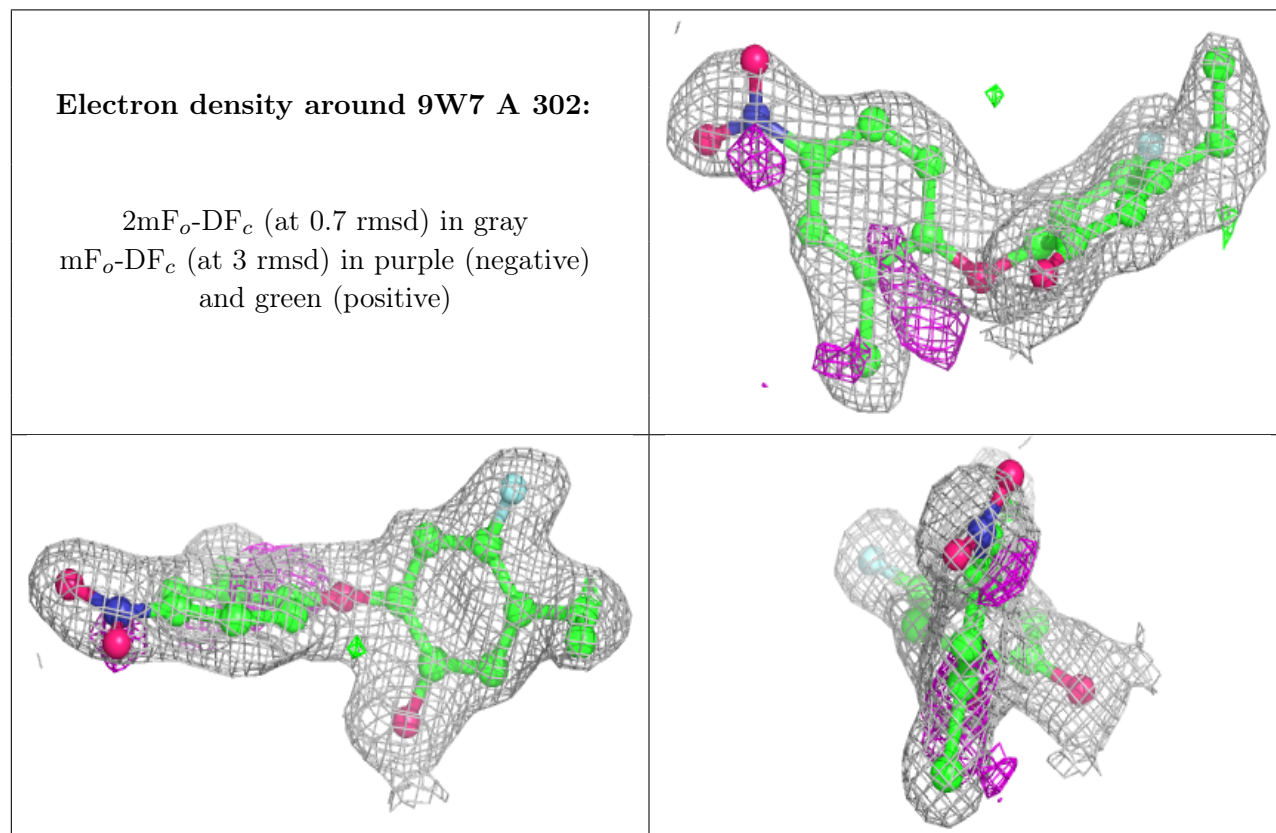 Electron density around 9W7 A 302:
2mFo-DFc (at 0.7 rmsd) in gray
mFo-DFc (at 3 rmsd) in purple (negative)
and green (positive)